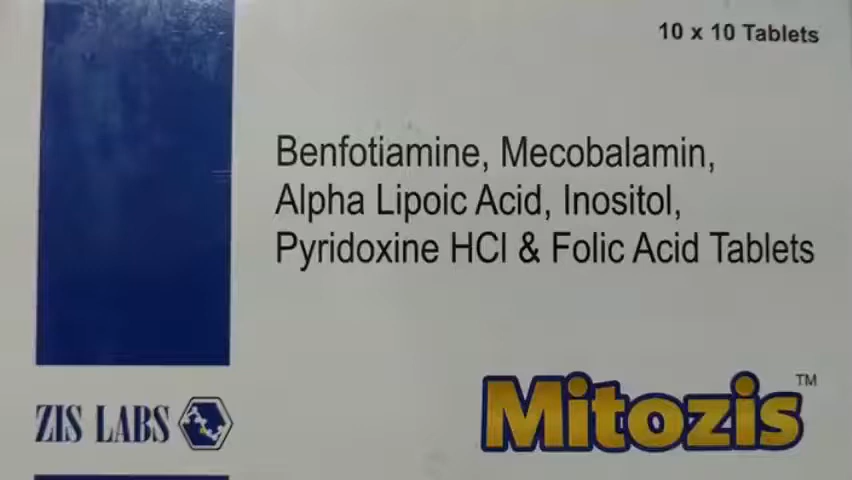 10 x 10 Tablets
Benfotiamine, Mecobalamin,
Alpha Lipoic Acid, Inositol,
Pyridoxine HCl & Folic Acid Tablets
ZIS LABS
Mitozis™